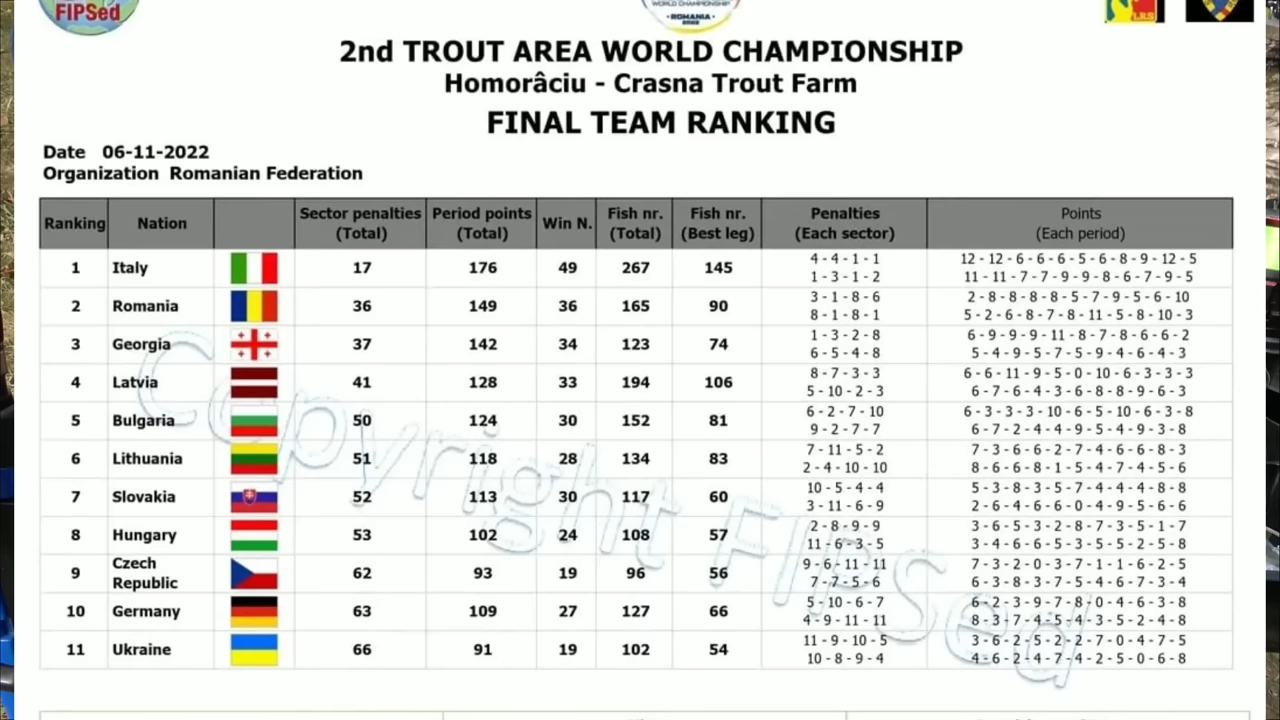 FIPSed
WORLD CHAMPIONSHIP
ROMANIA
2022
2nd TROUT AREA WORLD CHAMPIONSHIP
Homorâciu - Crasna Trout Farm
FINAL TEAM RANKING
Date 06-11-2022
Organization Romanian Federation
Ranking Nation Sector penalties (Total) Period points (Total) Win N. Fish nr. (Total) Fish nr. (Best leg) Penalties (Each sector) Points (Each period)
1 Italy 17 176 49 267 145 4 - 4 - 1 - 1 12 - 12 - 6 - 6 - 6 - 5 - 6 - 8 - 9 - 12 - 5
1 - 3 - 1 - 2 11 - 11 - 7 - 7 - 9 - 9 - 8 - 6 - 7 - 9 - 5
2 Romania 36 149 36 165 90 3 - 1 - 8 - 6 2 - 8 - 8 - 8 - 8 - 5 - 7 - 9 - 5 - 6 - 10
8 - 1 - 8 - 1 5 - 2 - 6 - 8 - 7 - 8 - 11 - 5 - 8 - 10 - 3
3 Georgia 37 142 34 123 74 1 - 3 - 2 - 8 6 - 9 - 9 - 9 - 11 - 8 - 7 - 8 - 6 - 6 - 2
6 - 5 - 4 - 8 5 - 4 - 9 - 5 - 7 - 5 - 9 - 4 - 6 - 4 - 3
4 Latvia 41 128 33 194 106 8 - 7 - 3 - 3 6 - 6 - 11 - 9 - 5 - 0 - 10 - 6 - 3 - 3 - 3
5 - 10 - 2 - 3 6 - 7 - 6 - 4 - 3 - 6 - 8 - 8 - 9 - 6 - 3
5 Bulgaria 50 124 30 152 81 6 - 2 - 7 - 10 6 - 3 - 3 - 3 - 10 - 6 - 5 - 10 - 6 - 3 - 8
9 - 2 - 7 - 7 6 - 7 - 2 - 4 - 4 - 9 - 5 - 4 - 9 - 3 - 8
6 Lithuania 51 118 28 134 83 7 - 11 - 5 - 2 7 - 3 - 6 - 6 - 2 - 7 - 4 - 6 - 6 - 8 - 3
2 - 4 - 10 - 10 8 - 6 - 6 - 8 - 1 - 5 - 4 - 7 - 4 - 5 - 6
7 Slovakia 52 113 30 117 60 10 - 5 - 4 - 4 5 - 3 - 8 - 3 - 5 - 7 - 4 - 4 - 4 - 8 - 8
3 - 11 - 6 - 9 2 - 6 - 4 - 6 - 6 - 0 - 4 - 9 - 5 - 6 - 6
8 Hungary 53 102 24 108 57 2 - 8 - 9 - 9 3 - 6 - 5 - 3 - 2 - 8 - 7 - 3 - 5 - 1 - 7
11 - 6 - 3 - 5 3 - 4 - 6 - 6 - 5 - 3 - 5 - 5 - 2 - 5 - 8
9 Czech Republic 62 93 19 96 56 9 - 6 - 11 - 11 7 - 3 - 2 - 0 - 3 - 7 - 1 - 1 - 6 - 2 - 5
7 - 7 - 5 - 6 6 - 3 - 8 - 3 - 7 - 5 - 4 - 6 - 7 - 3 - 4
10 Germany 63 109 27 127 66 5 - 10 - 6 - 7 6 - 2 - 3 - 9 - 7 - 8 - 0 - 4 - 6 - 3 - 8
4 - 9 - 11 - 11 8 - 3 - 7 - 4 - 5 - 4 - 3 - 5 - 2 - 4 - 8
11 Ukraine 66 91 19 102 54 11 - 9 - 10 - 5 3 - 6 - 2 - 5 - 2 - 2 - 7 - 0 - 4 - 7 - 5
10 - 8 - 9 - 4 4 - 6 - 2 - 4 - 7 - 4 - 2 - 5 - 0 - 6 - 8
Copyright FIPSed